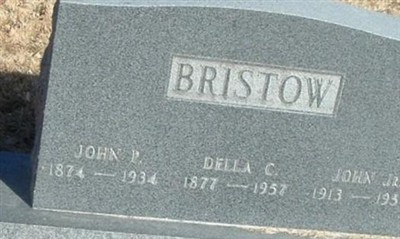 BRISTOW
JOHN P. DELLA C. JOHN JR.
1874 — 1934 1877 — 1957 1913 —